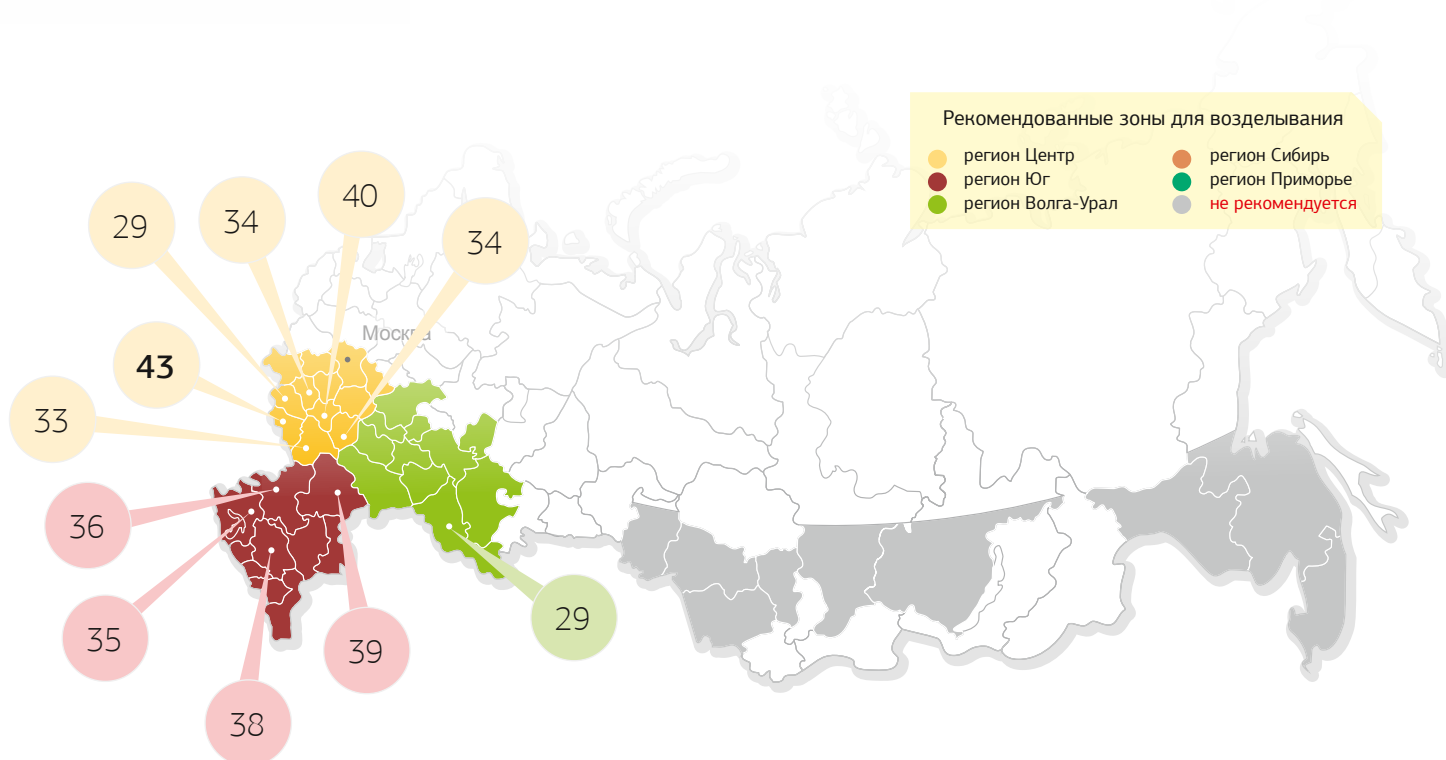 Рекомендованные зоны для возделывания
регион Центр
регион Юг
регион Волга-Урал
регион Сибирь
регион Приморье
не рекомендуется
40
29
34
34
Москва
43
33
36
35
39
29
38